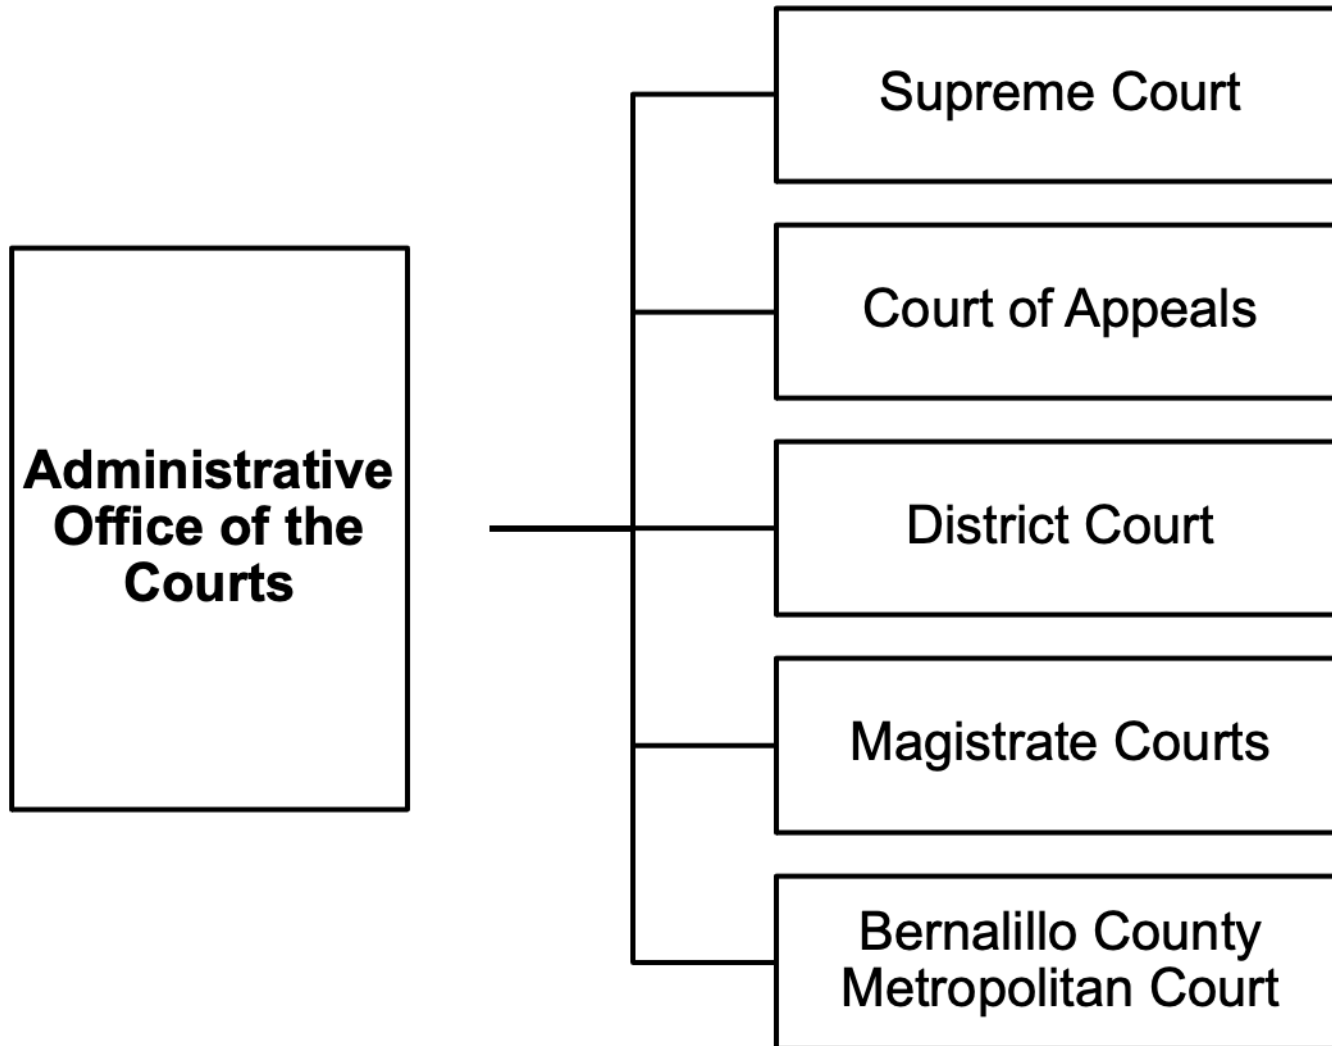 Administrative
Office of the
Courts
Supreme Court
Court of Appeals
District Court
Magistrate Courts
Bernalillo County
Metropolitan Court